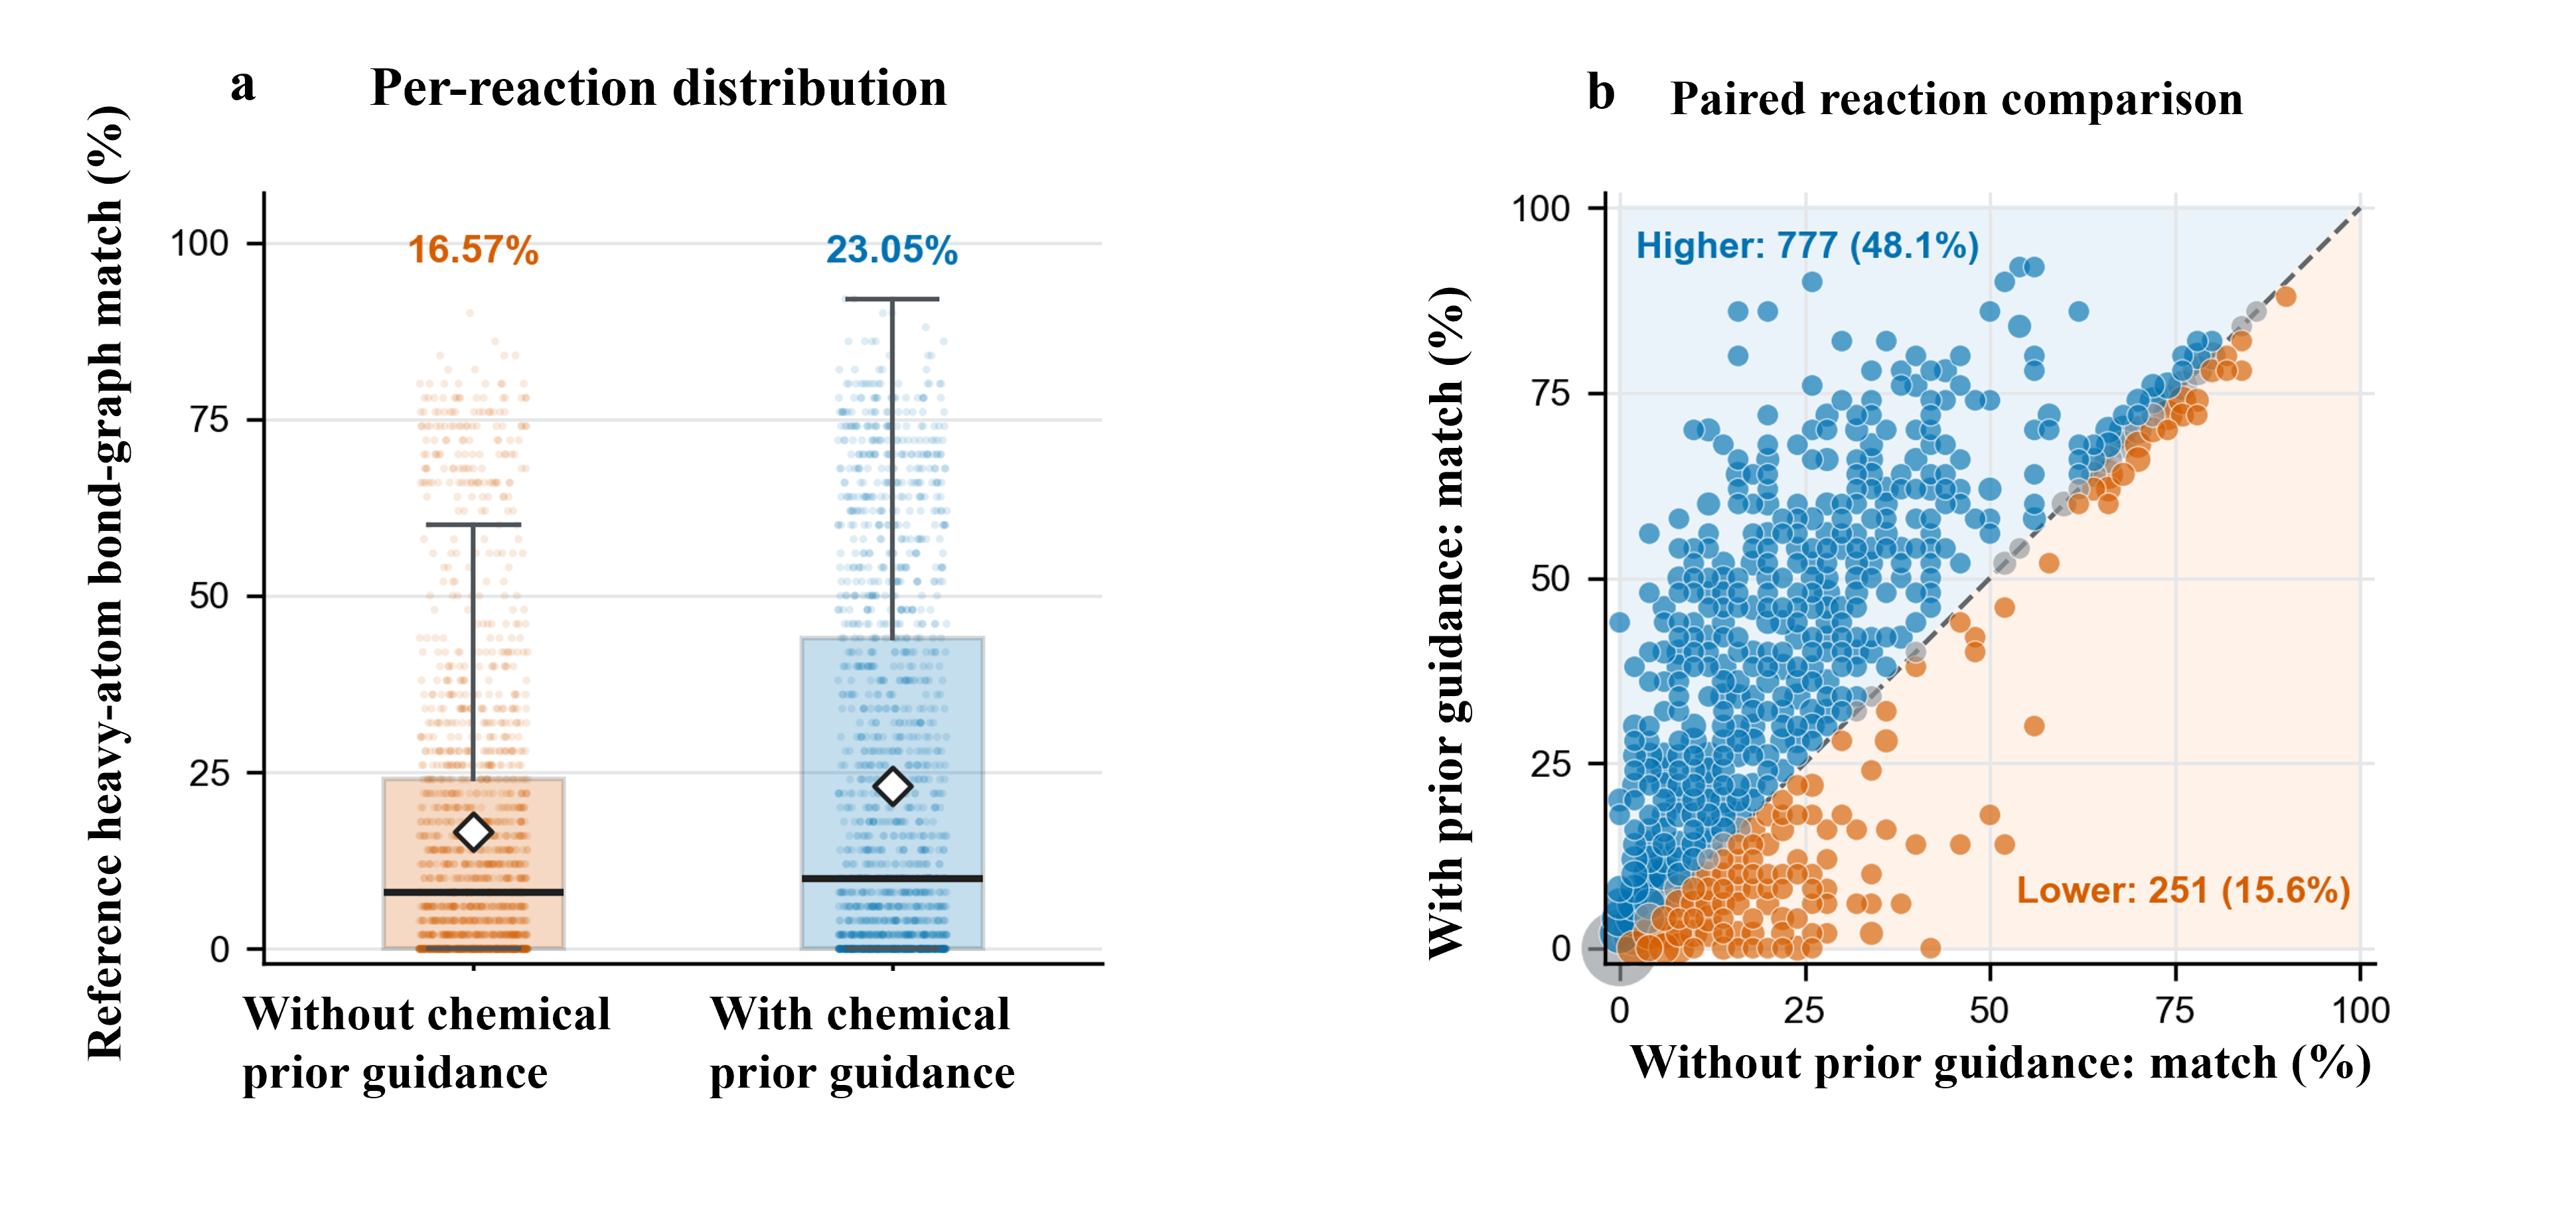 a Per-reaction distribution
Reference heavy-atom bond-graph match (%)
100
75
50
25
0
16.57%
23.05%
Without chemical
prior guidance
With chemical
prior guidance
b Paired reaction comparison
With prior guidance: match (%)
100
75
50
25
0
Higher: 777 (48.1%)
Lower: 251 (15.6%)
0 25 50 75 100
Without prior guidance: match (%)